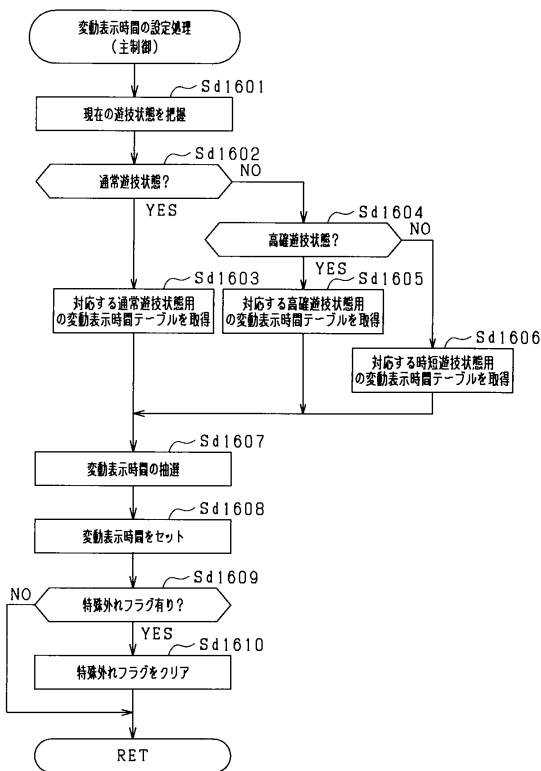 変動表示時間の設定処理
(主制御)
Sd1601
現在の遊技状態を把握
Sd1602
通常遊技状態?
NO
YES
Sd1604
高確遊技状態?
NO
YES
Sd1603
対応する通常遊技状態用
の変動表示時間テーブルを取得
Sd1605
対応する高確遊技状態用
の変動表示時間テーブルを取得
Sd1606
対応する時短遊技状態用
の変動表示時間テーブルを取得
Sd1607
変動表示時間の抽選
Sd1608
変動表示時間をセット
Sd1609
特殊外れフラグ有り?
NO
YES
Sd1610
特殊外れフラグをクリア
RET